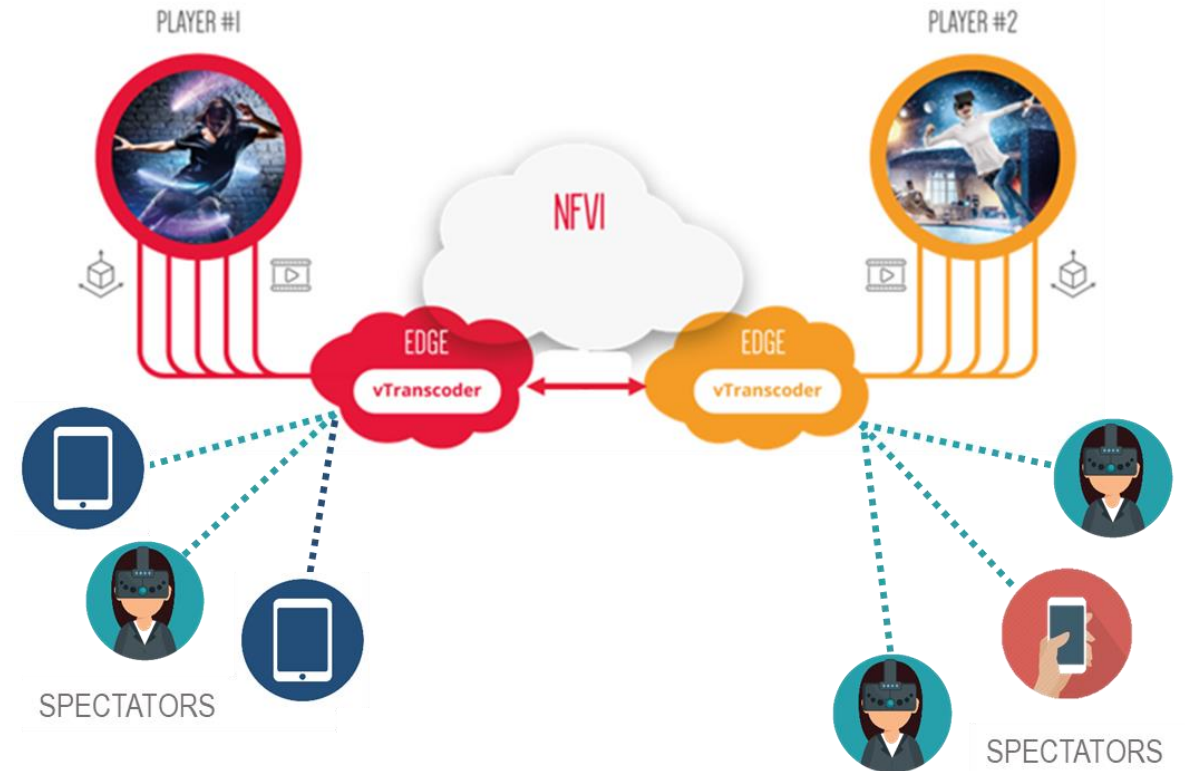 PLAYER #1
PLAYER #2
NFVI
EDGE
vTranscoder
EDGE
vTranscoder
SPECTATORS
SPECTATORS